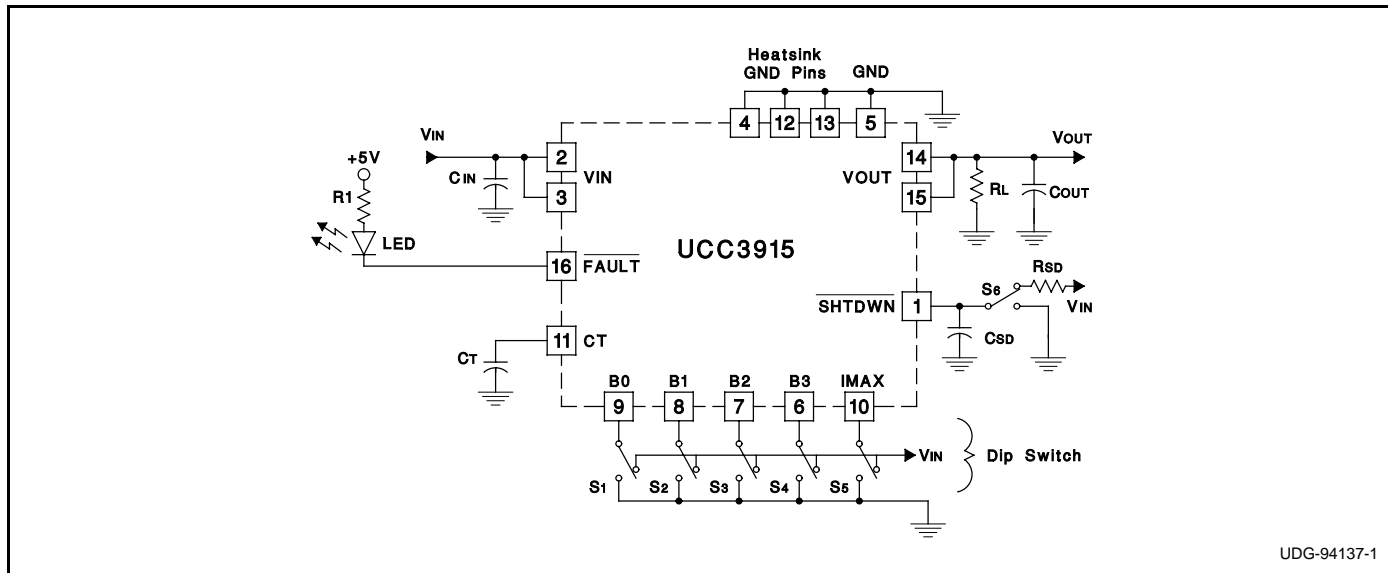 Heatsink
GND Pins
GND
4
12
13
5
VIN
+5V
R1
CIN
2
3
VIN
LED
16
FAULT
11
CT
CT
UCC3915
14
15
VOUT
VOUT
RL
COUT
SHTDWN
1
S6
RSD
VIN
CSD
B0
B1
B2
B3
IMAX
9
8
7
6
10
VIN
Dip Switch
S1
S2
S3
S4
S5
UDG-94137-1